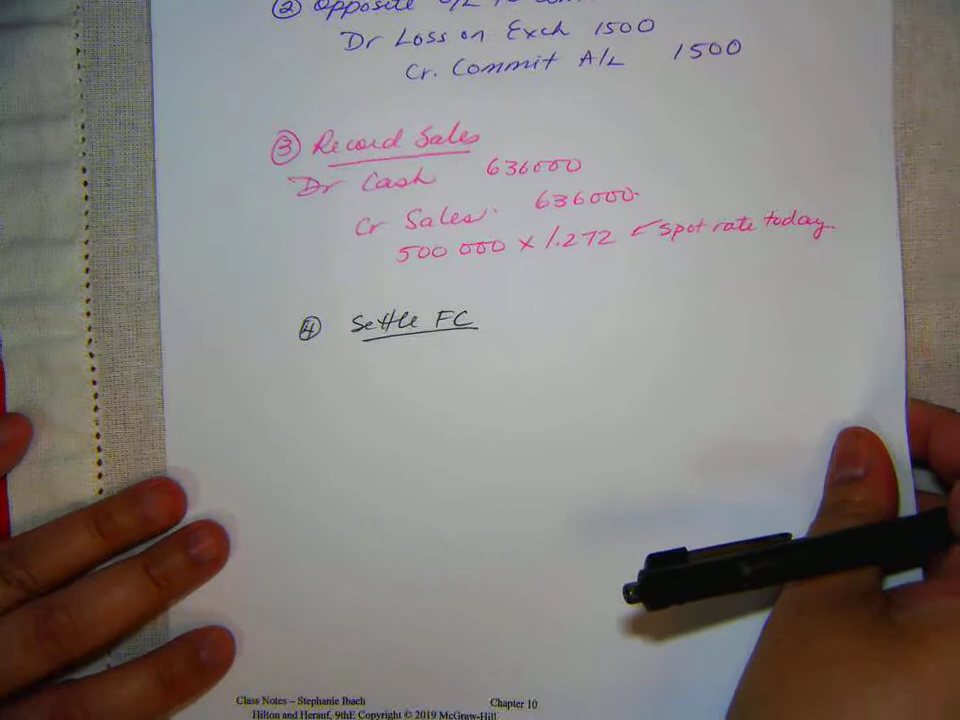 ② Opposite
Dr Loss on Exch 1500
Cr. Commit A/L 1500
③ Record Sales
Dr Cash 636000
Cr Sales. 636000.
500 000 x 1.272 ← spot rate today.
④ Settle FC
Class Notes – Stephanie Ibach Chapter 10
Hilton and Herauf, 9thE Copyright © 2019 McGraw-Hill